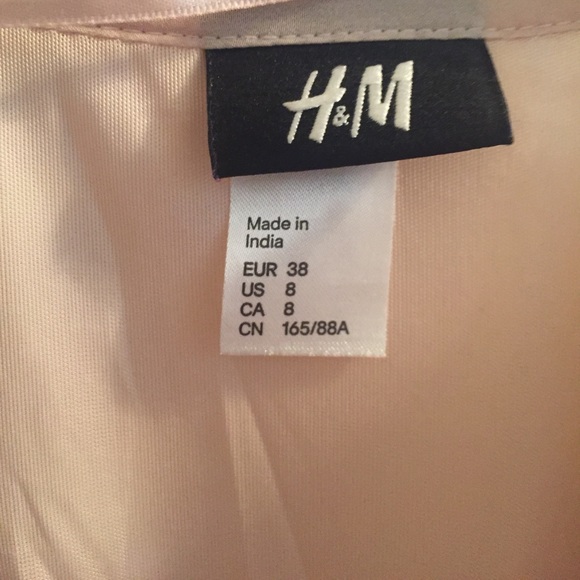 H&M
Made in
India
EUR 38
US 8
CA 8
CN 165/88A